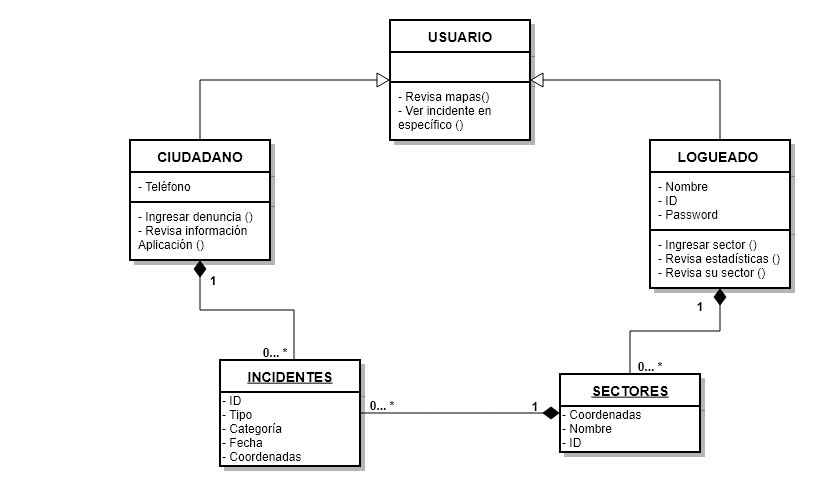 USUARIO
- Revisa mapas()
- Ver incidente en
específico ()
CIUDADANO
- Teléfono
- Ingresar denuncia ()
- Revisa información
Aplicación ()
LOGUEADO
- Nombre
- ID
- Password
- Ingresar sector ()
- Revisa estadísticas ()
- Revisa su sector ()
1
0... *
1
0... *
INCIDENTES
- ID
- Tipo
- Categoría
- Fecha
- Coordenadas
0... *
1
SECTORES
- Coordenadas
- Nombre
- ID